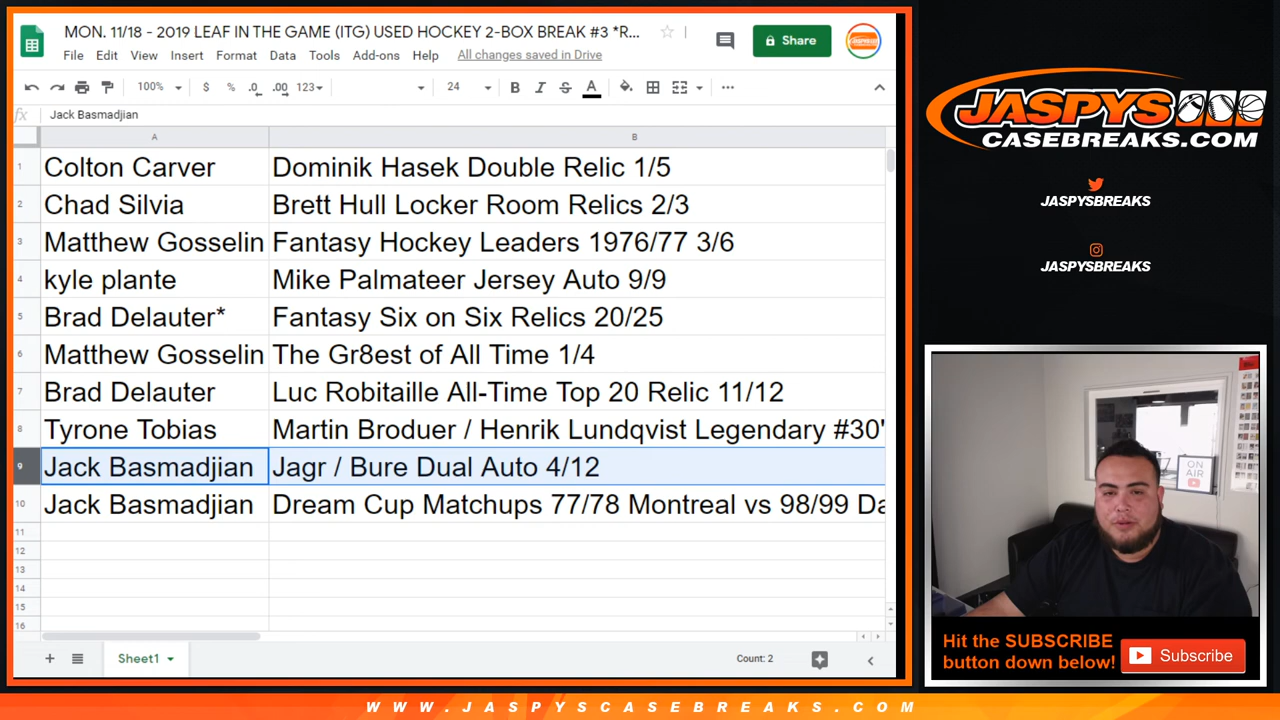 MON. 11/18 - 2019 LEAF IN THE GAME (ITG) USED HOCKEY 2-BOX BREAK #3 *R...
File Edit View Insert Format Data Tools Add-ons Help All changes saved in Drive
Share
100% $ % .0 .00 123 24 B I S A ...
fx Jack Basmadjian
A B
1 Colton Carver Dominik Hasek Double Relic 1/5
2 Chad Silvia Brett Hull Locker Room Relics 2/3
3 Matthew Gosselin Fantasy Hockey Leaders 1976/77 3/6
4 kyle plante Mike Palmateer Jersey Auto 9/9
5 Brad Delauter* Fantasy Six on Six Relics 20/25
6 Matthew Gosselin The Gr8est of All Time 1/4
7 Brad Delauter Luc Robitaille All-Time Top 20 Relic 11/12
8 Tyrone Tobias Martin Broduer / Henrik Lundqvist Legendary #30'
9 Jack Basmadjian Jagr / Bure Dual Auto 4/12
10 Jack Basmadjian Dream Cup Matchups 77/78 Montreal vs 98/99 Da
11
12
13
14
15
16
Sheet1
Count: 2
JASPYS
CASEBREAKS.COM
JASPYSBREAKS
JASPYSBREAKS
ON AIR
Hit the SUBSCRIBE
button down below!
Subscribe
WWW.JASPYSCASEBREAKS.COM